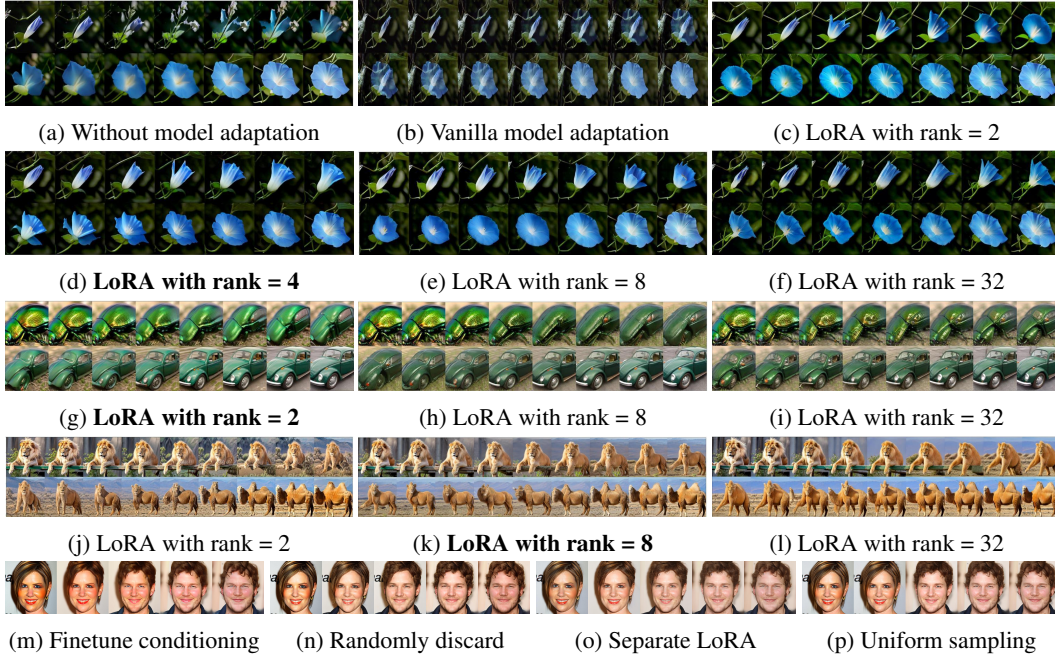 (a) Without model adaptation
(b) Vanilla model adaptation
(c) LoRA with rank = 2
(d) LoRA with rank = 4
(e) LoRA with rank = 8
(f) LoRA with rank = 32
(g) LoRA with rank = 2
(h) LoRA with rank = 8
(i) LoRA with rank = 32
(j) LoRA with rank = 2
(k) LoRA with rank = 8
(l) LoRA with rank = 32
(m) Finetune conditioning
(n) Randomly discard
(o) Separate LoRA
(p) Uniform sampling